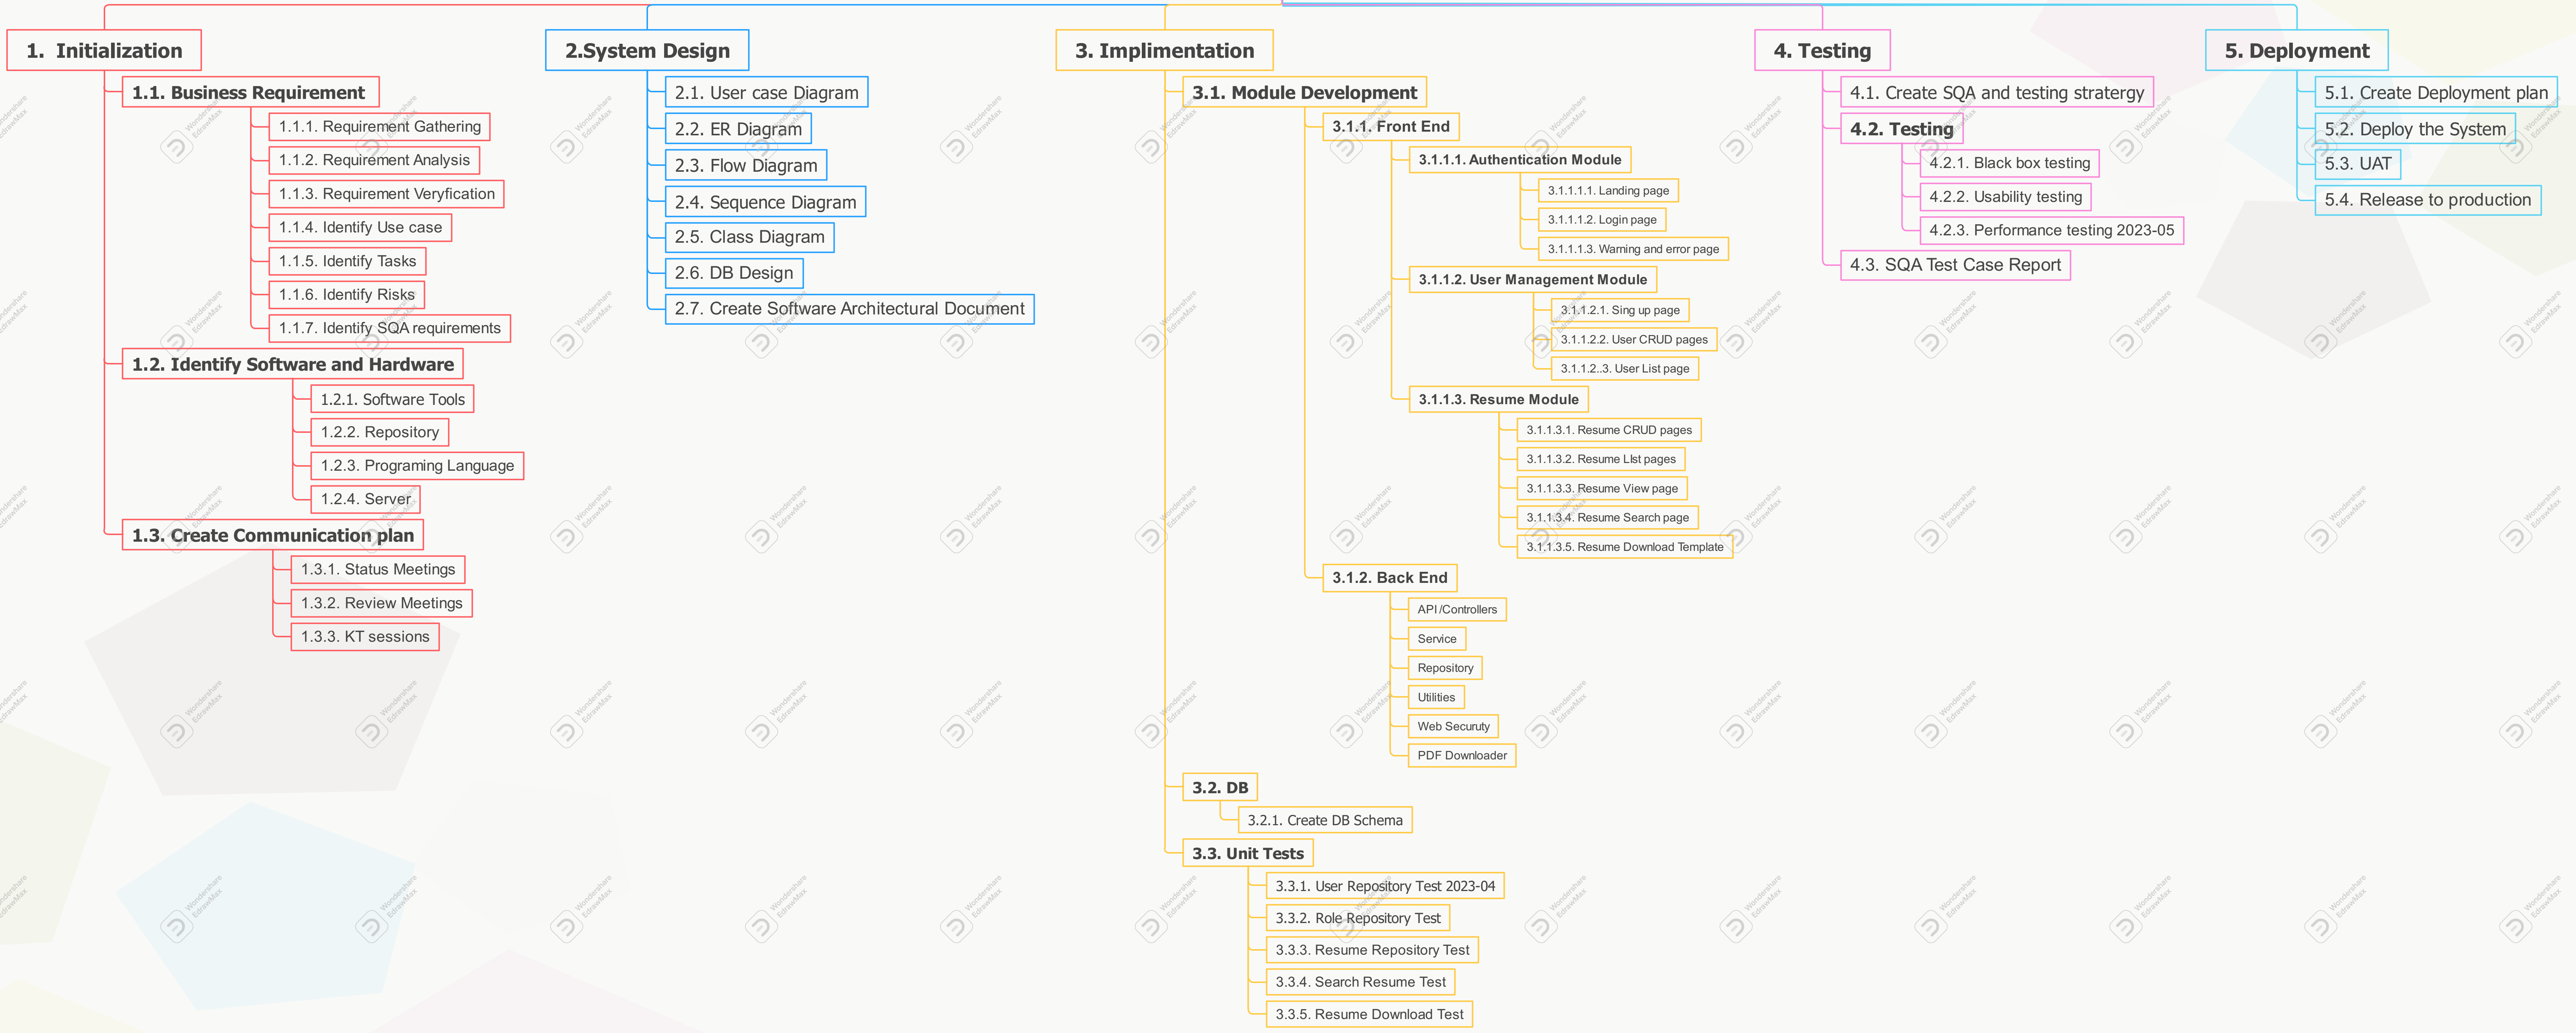 1.  Initialization
1.1. Business Requirement
1.1.1. Requirement Gathering
1.1.2. Requirement Analysis
1.1.3. Requirement Veryfication
1.1.4. Identify Use case
1.1.5. Identify Tasks
1.1.6. Identify Risks
1.1.7. Identify SQA requirements
1.2. Identify Software and Hardware
1.2.1. Software Tools
1.2.2. Repository
1.2.3. Programing Language
1.2.4. Server
1.3. Create Communication plan
1.3.1. Status Meetings
1.3.2. Review Meetings
1.3.3. KT sessions
2.System Design
2.1. User case Diagram
2.2. ER Diagram
2.3. Flow Diagram
2.4. Sequence Diagram
2.5. Class Diagram
2.6. DB Design
2.7. Create Software Architectural Document
3. Implimentation
3.1. Module Development
3.1.1. Front End
3.1.1.1. Authentication Module
3.1.1.1.1. Landing page
3.1.1.1.2. Login page
3.1.1.1.3. Warning and error page
3.1.1.2. User Management Module
3.1.1.2.1. Sing up page
3.1.1.2.2. User CRUD pages
3.1.1.2..3. User List page
3.1.1.3. Resume Module
3.1.1.3.1. Resume CRUD pages
3.1.1.3.2. Resume LIst pages
3.1.1.3.3. Resume View page
3.1.1.3.4. Resume Search page
3.1.1.3.5. Resume Download Template
3.1.2. Back End
API /Controllers
Service
Repository
Utilities
Web Securuty
PDF Downloader
3.2. DB
3.2.1. Create DB Schema
3.3. Unit Tests
3.3.1. User Repository Test 2023-04
3.3.2. Role Repository Test
3.3.3. Resume Repository Test
3.3.4. Search Resume Test
3.3.5. Resume Download Test
4. Testing
4.1. Create SQA and testing stratergy
4.2. Testing
4.2.1. Black box testing
4.2.2. Usability testing
4.2.3. Performance testing 2023-05
4.3. SQA Test Case Report
5. Deployment
5.1. Create Deployment plan
5.2. Deploy the System
5.3. UAT
5.4. Release to production
Wondershare
EdrawMax